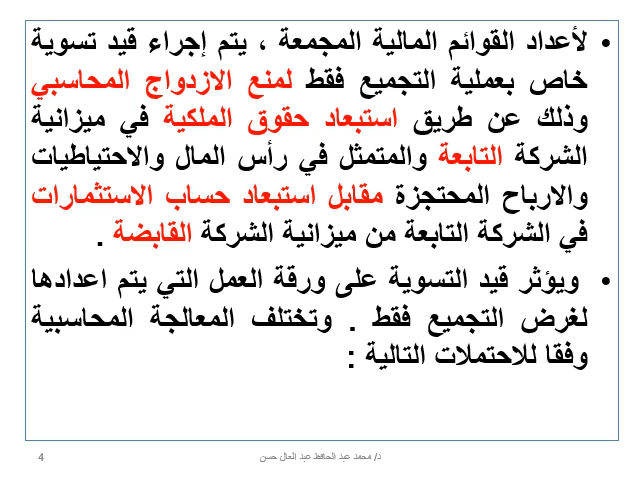 • لأعداد القوائم المالية المجمعة ، يتم إجراء قيد تسوية
خاص بعملية التجميع فقط لمنع الازدواج المحاسبي
وذلك عن طريق استبعاد حقوق الملكية في ميزانية
الشركة التابعة والمتمثل في رأس المال والاحتياطيات
والارباح المحتجزة مقابل استبعاد حساب الاستثمارات
في الشركة التابعة من ميزانية الشركة القابضة .
• ويؤثر قيد التسوية على ورقة العمل التي يتم اعدادها
لغرض التجميع فقط . وتختلف المعالجة المحاسبية
وفقا للاحتملات التالية :
د/ محمد عبد الحافظ عبد العال حسن
4